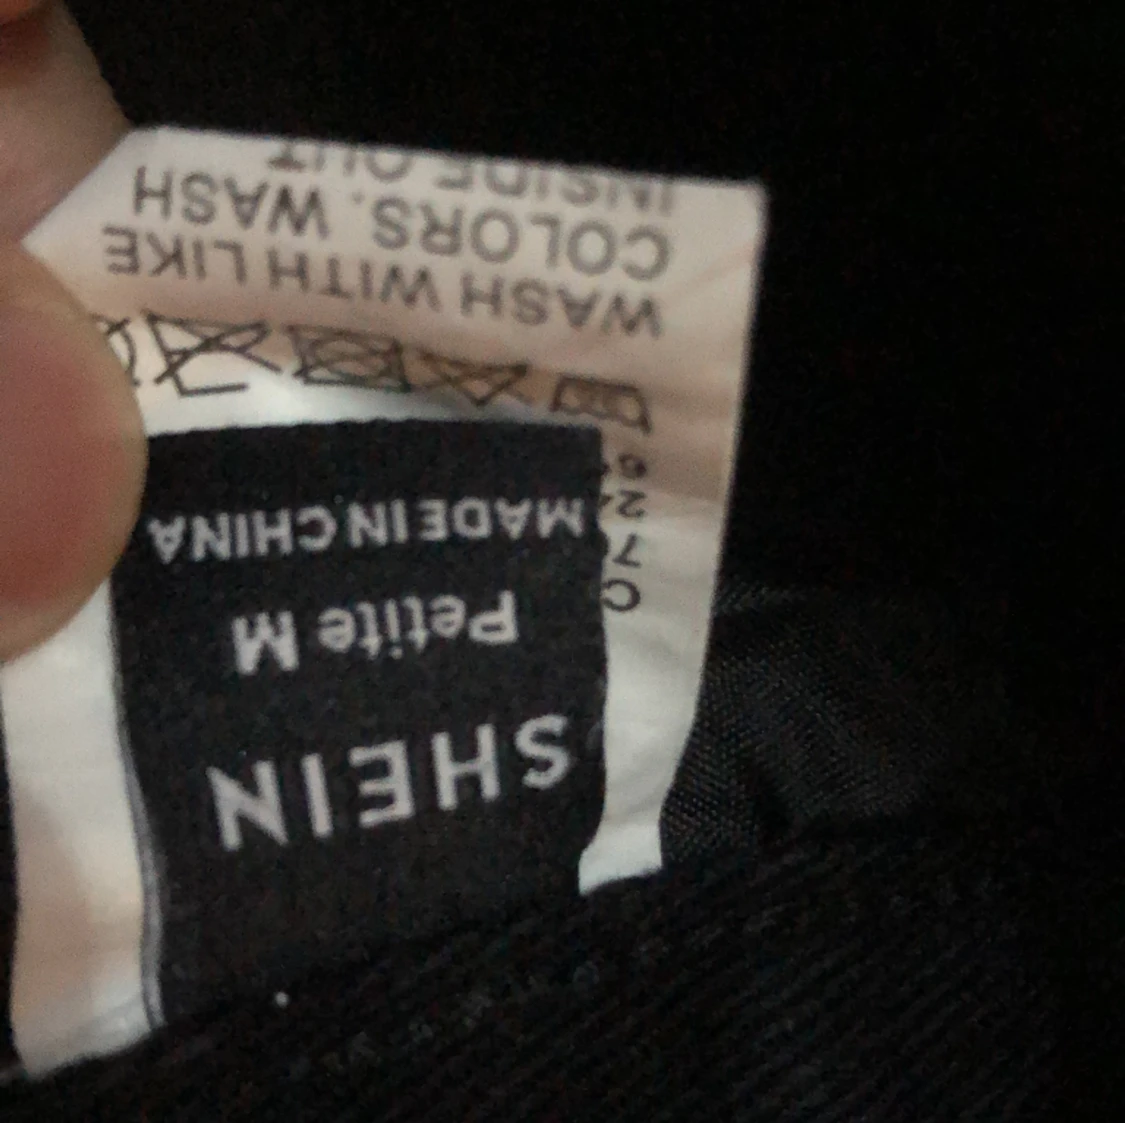 SHEIN
Petite M
MADE IN CHINA
WASH WITH LIKE
COLORS. WASH
INSIDE OUT